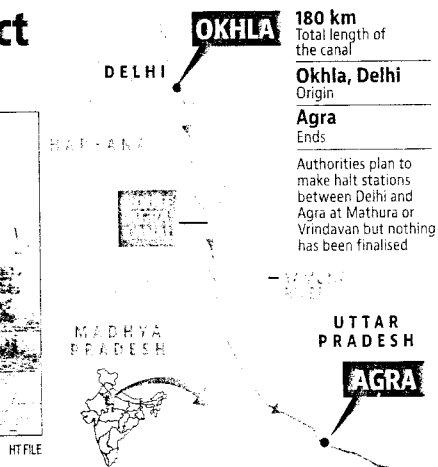 ct
OKHLA
DELHI
180 km
Total length of
the canal
Okhla, Delhi
Origin
Agra
Ends
Authorities plan to
make halt stations
between Delhi and
Agra at Mathura or
Vrindavan but nothing
has been finalised
MADHYA
PRADESH
UTTAR
PRADESH
AGRA
HT FILE